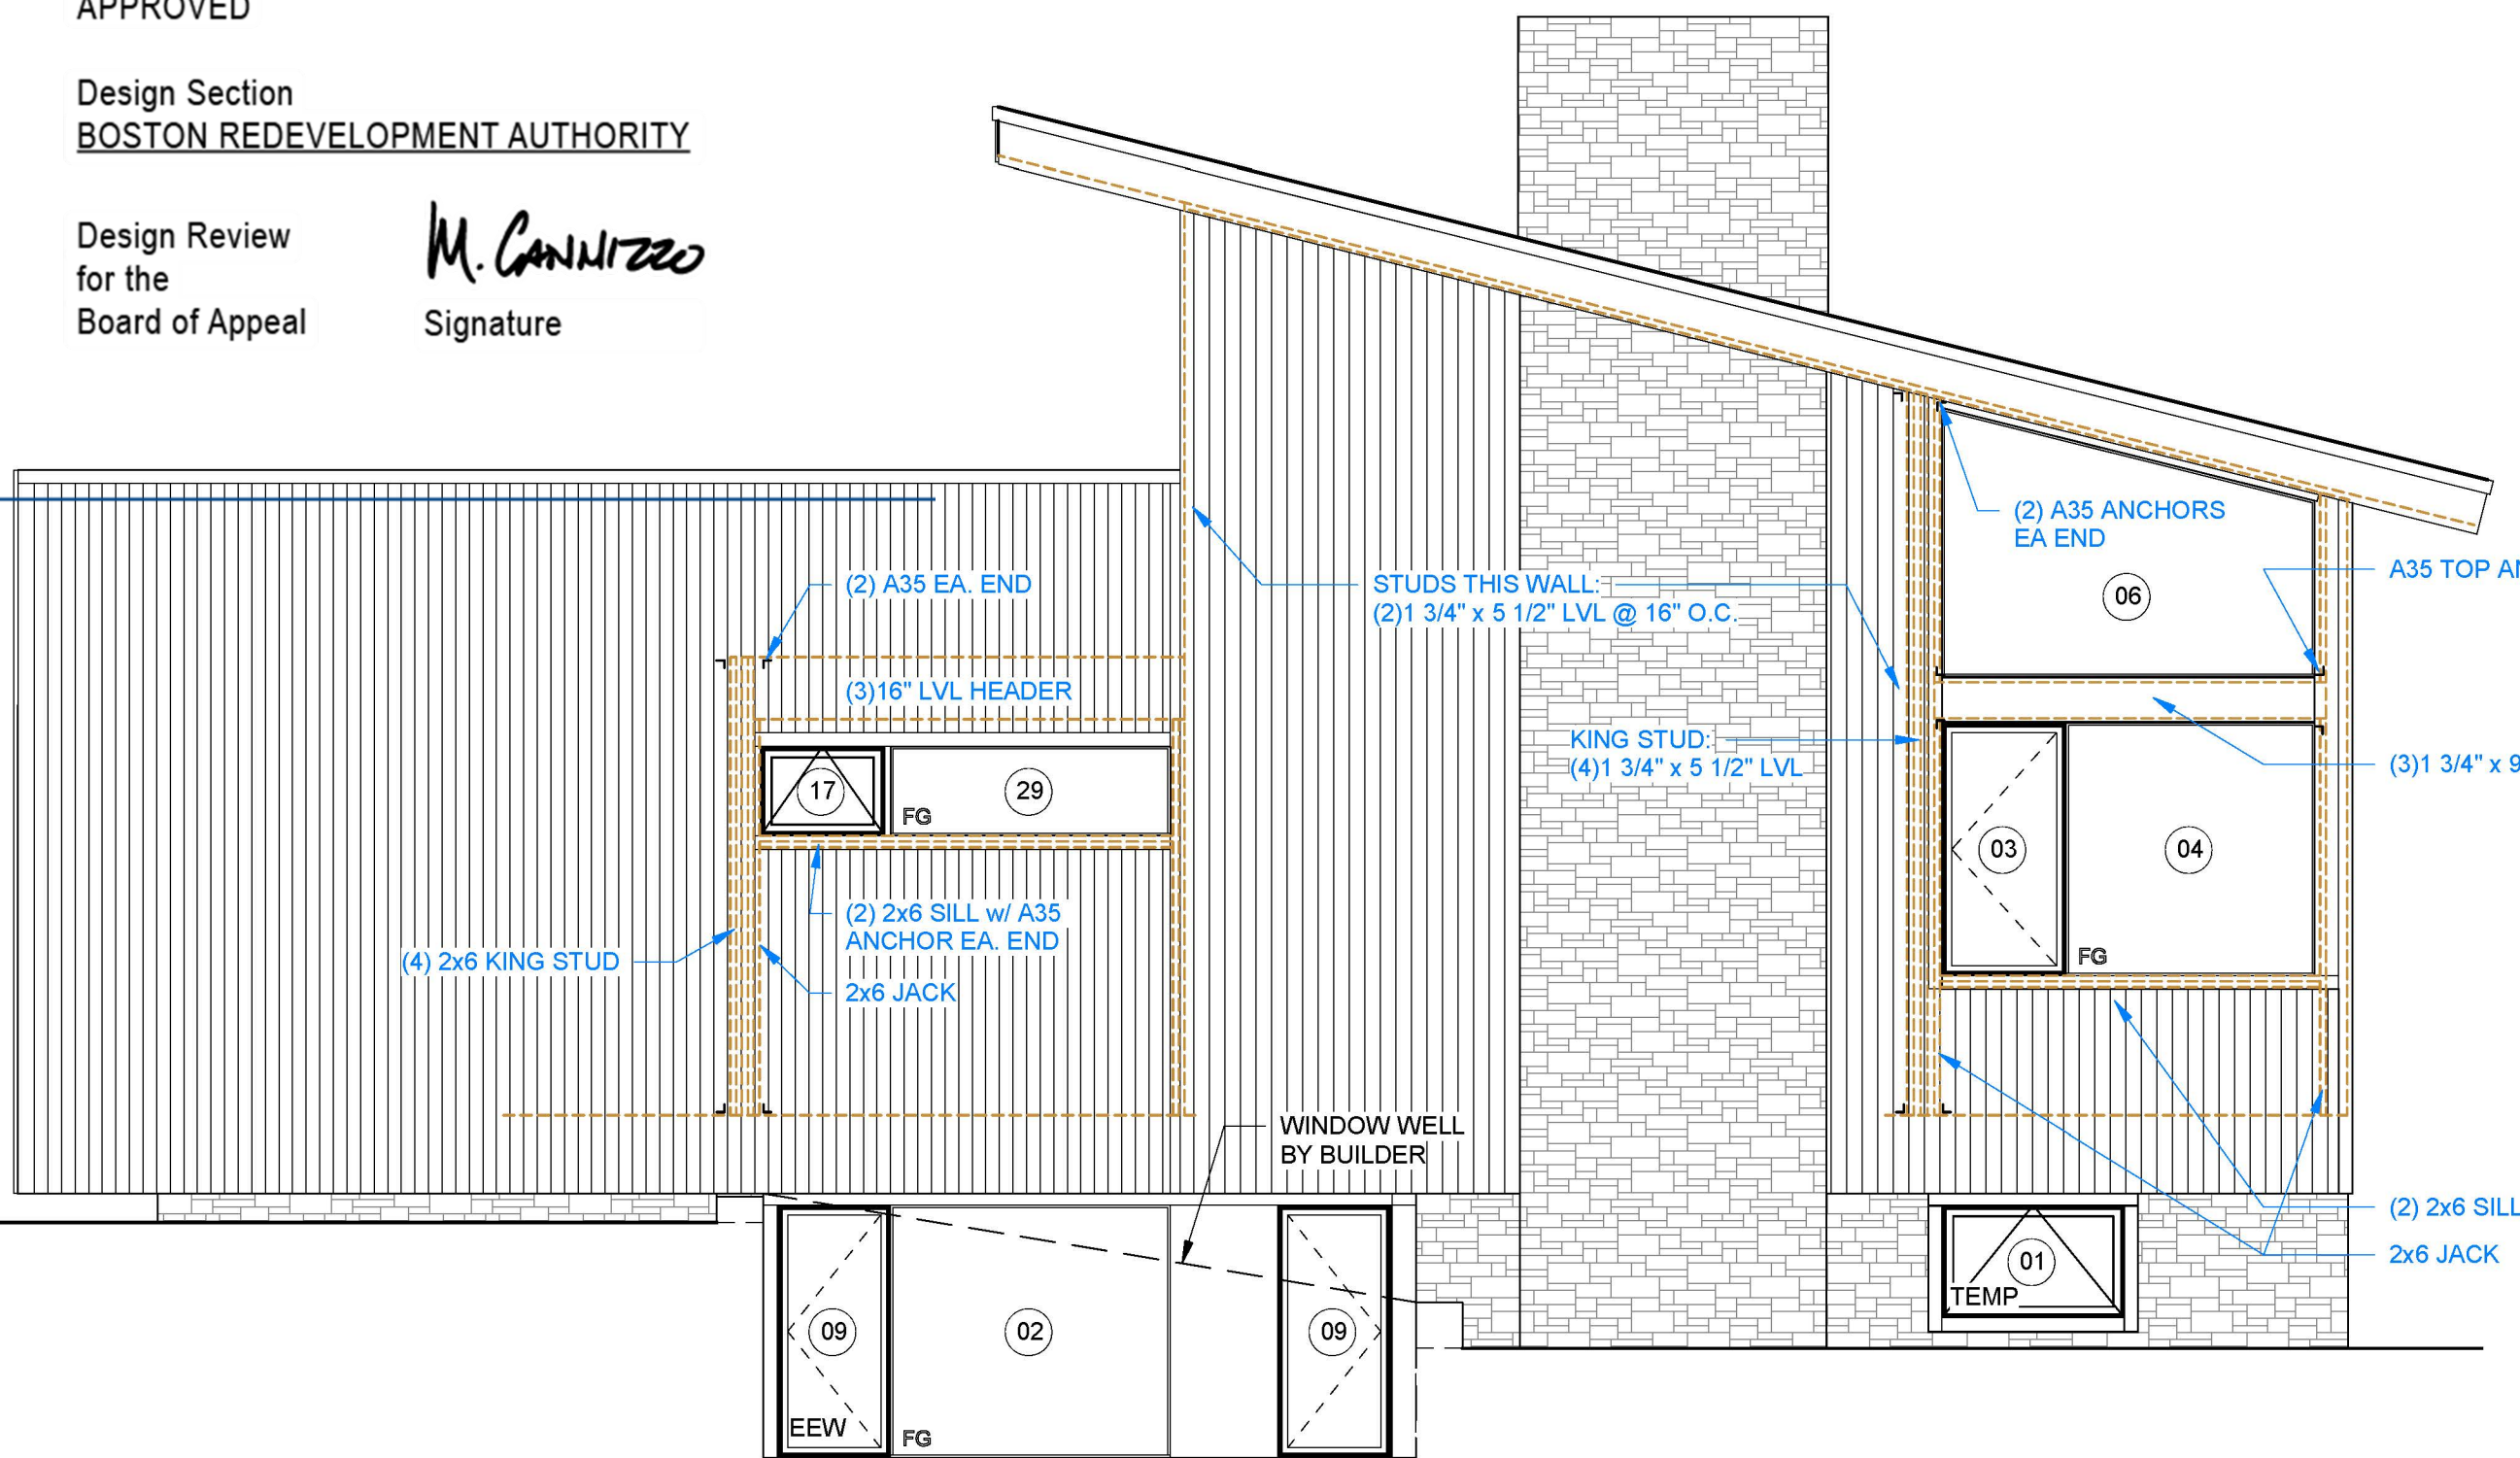 APPROVED
Design Section
BOSTON REDEVELOPMENT AUTHORITY
Design Review
for the
Board of Appeal
M. CANNIZZO
Signature
(2) A35 EA. END
(3)16" LVL HEADER
17
FG
29
(2) 2x6 SILL w/ A35
ANCHOR EA. END
(4) 2x6 KING STUD
2x6 JACK
STUDS THIS WALL:
(2)1 3/4" x 5 1/2" LVL @ 16" O.C.
KING STUD:
(4)1 3/4" x 5 1/2" LVL
(2) A35 ANCHORS
EA END
06
A35 TOP
(3)1 3/4" x 9
03
04
FG
WINDOW WELL
BY BUILDER
(2) 2x6 SILL
2x6 JACK
01
TEMP
09
EEW
02
FG
09